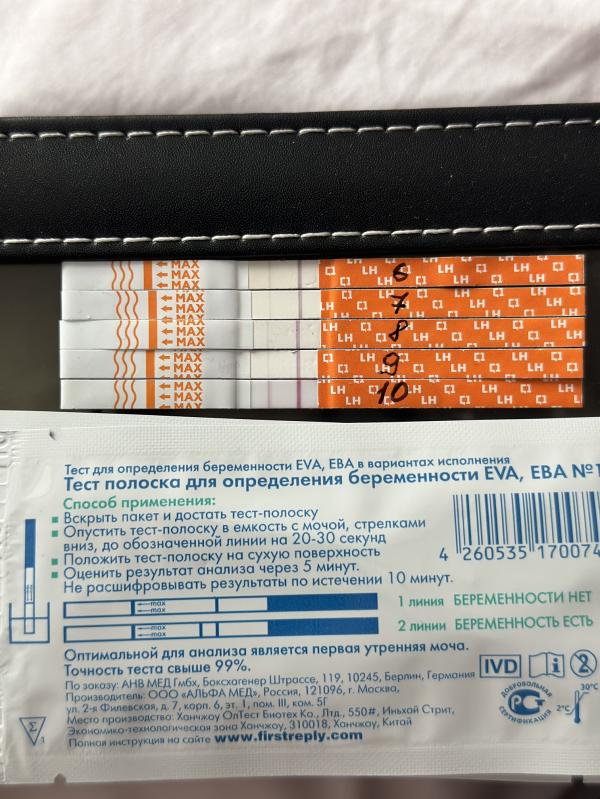 ← MAX
← MAX
← MAX
LH
6
← MAX
← MAX
LH
7
← MAX
← MAX
LH
8
← MAX
← MAX
LH
9
← MAX
← MAX
LH
10
Тест для определения беременности EVA, ЕВА в вариантах исполнения
Тест полоска для определения беременности EVA, ЕВА №1
Способ применения:
Вскрыть пакет и достать тест-полоску
Опустить тест-полоску в емкость с мочой, стрелками
вниз, до обозначенной линии на 20-30 секунд
Положить тест-полоску на сухую поверхность
Оценить результат анализа через 5 минут.
Не расшифровывать результаты по истечении 10 минут.
4 260535 170074
max
max
1 линия БЕРЕМЕННОСТИ НЕТ
max
max
2 линии БЕРЕМЕННОСТЬ ЕСТЬ
Оптимальной для анализа является первая утренняя моча.
Точность теста свыше 99%.
По заказу: АНВ МЕД Гмбх, Боксхагенер Штрассе, 119, 10245, Берлин, Германия
Производитель: ООО «АЛЬФА МЕД», Россия, 121096, г. Москва,
ул. 2-я Филевская, д. 7, корп. 6, эт. 1, пом. III, ком. 5Г
Место производства: Ханчжоу ОлТест Биотех Ко., Лтд., 550#, Иньхай Стрит,
Экономико-технологическая зона Ханчжоу, 310018, Ханчжоу, Китай
Полная инструкция на сайте www.firstreply.com
IVD
i
2
ДОБРОВОЛЬНАЯ
СЕРТИФИКАЦИЯ
2°C
30°C
Σ
1